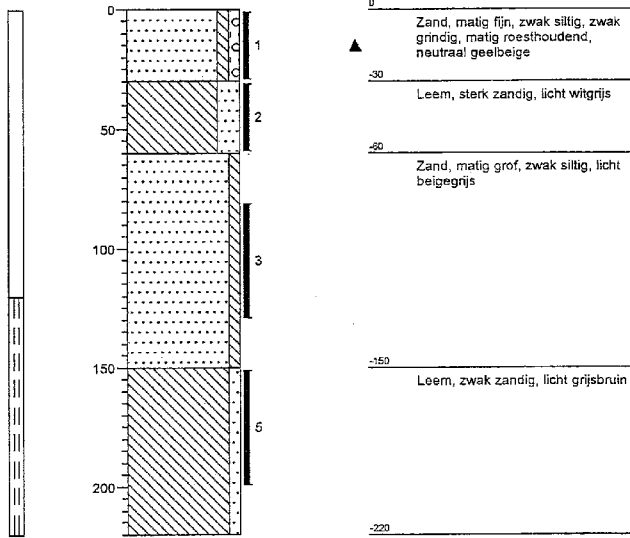 0
50
100
150
200
1
2
3
5
0
Zand, matig fijn, zwak siltig, zwak
grindig, matig roesthoudend,
neutraal geelbeige
-30
Leem, sterk zandig, licht witgrijs
-60
Zand, matig grof, zwak siltig, licht
beigegrijs
-150
Leem, zwak zandig, licht grijsbruin
-220